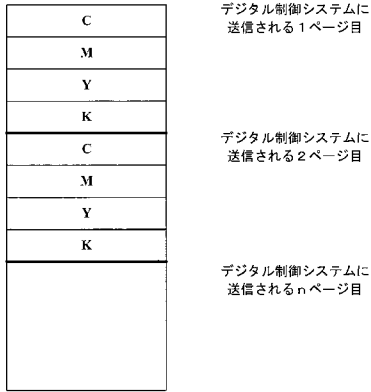 デジタル制御システムに
送信される1ページ目
C
M
Y
K
デジタル制御システムに
送信される2ページ目
C
M
Y
K
デジタル制御システムに
送信されるnページ目